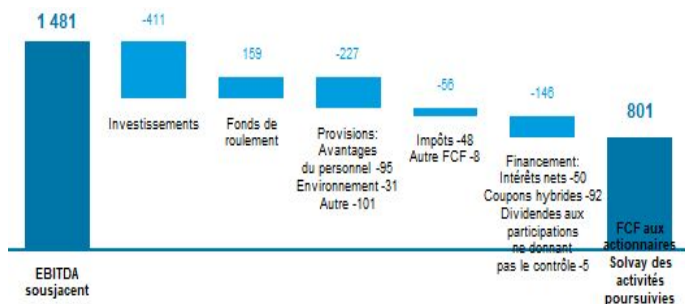 1 481
-411
159
-227
-56
-146
801
Investissements
Fonds de
roulement
Provisions:
Avantages
du personnel -95
Environnement -31
Autre -101
Impôts -48
Autre FCF -8
Financement:
Intérêts nets -50
Coupons hybrides -92
Dividendes aux
participations
ne donnant
pas le contrôle -5
EBITDA
sousjacent
FCF aux
actionnaires
Solvay des
activités
poursuivies